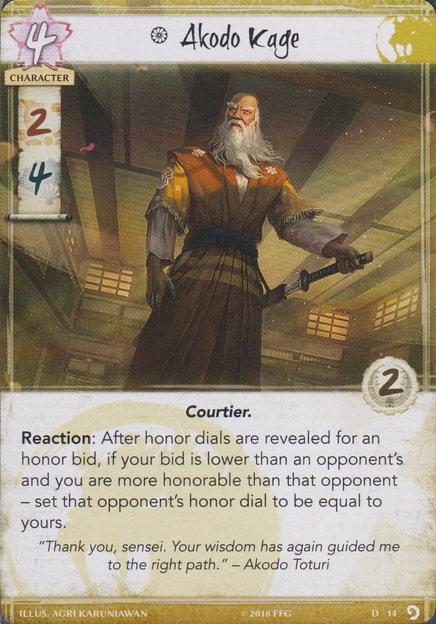 4
Akodo Kage
CHARACTER
2
4
2
Courtier.
Reaction: After honor dials are revealed for an
honor bid, if your bid is lower than an opponent's
and you are more honorable than that opponent
– set that opponent's honor dial to be equal to
yours.
"Thank you, sensei. Your wisdom has again guided me
to the right path." – Akodo Toturi
ILLUS. AGRI KARUNIAWAN
© 2018 FFG
D 14